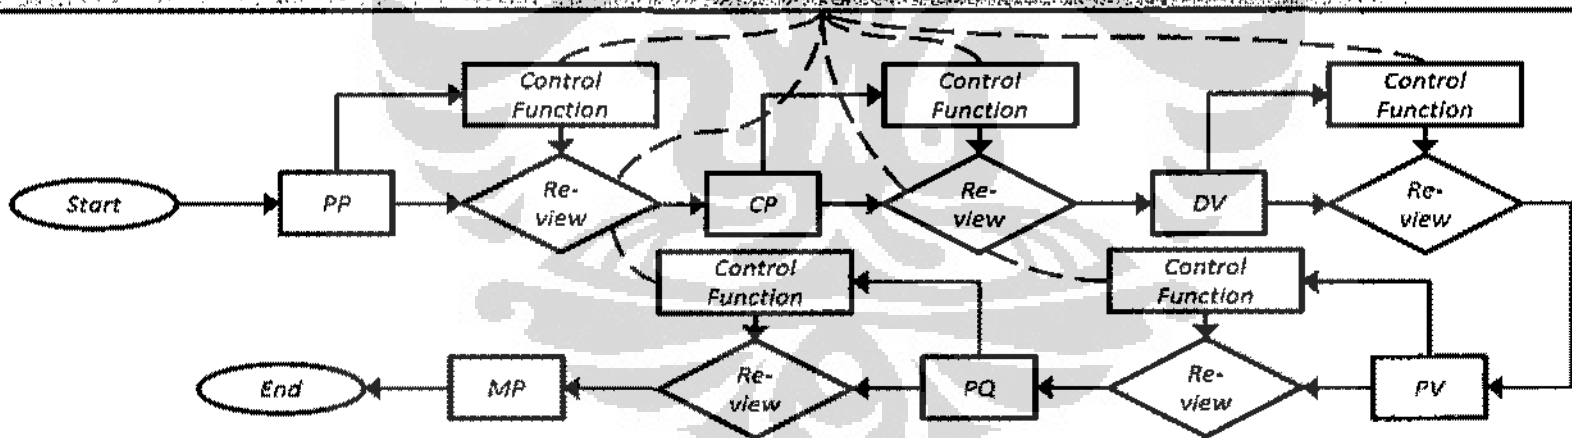 Control
Function
Control
Function
Control
Function
Start
PP
Re-
view
CP
Re-
view
DV
Re-
view
Control
Function
Control
Function
End
MP
Re-
view
PQ
Re-
view
PV